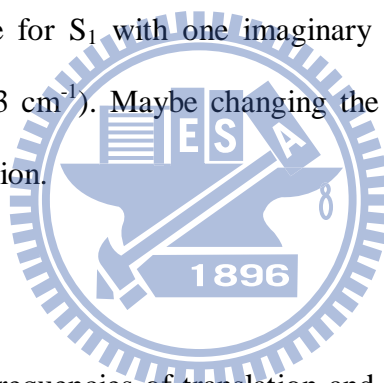 e for S₁ with one imaginary
3 cm⁻¹). Maybe changing the
ion.
E S A
1896
requencies of translation and